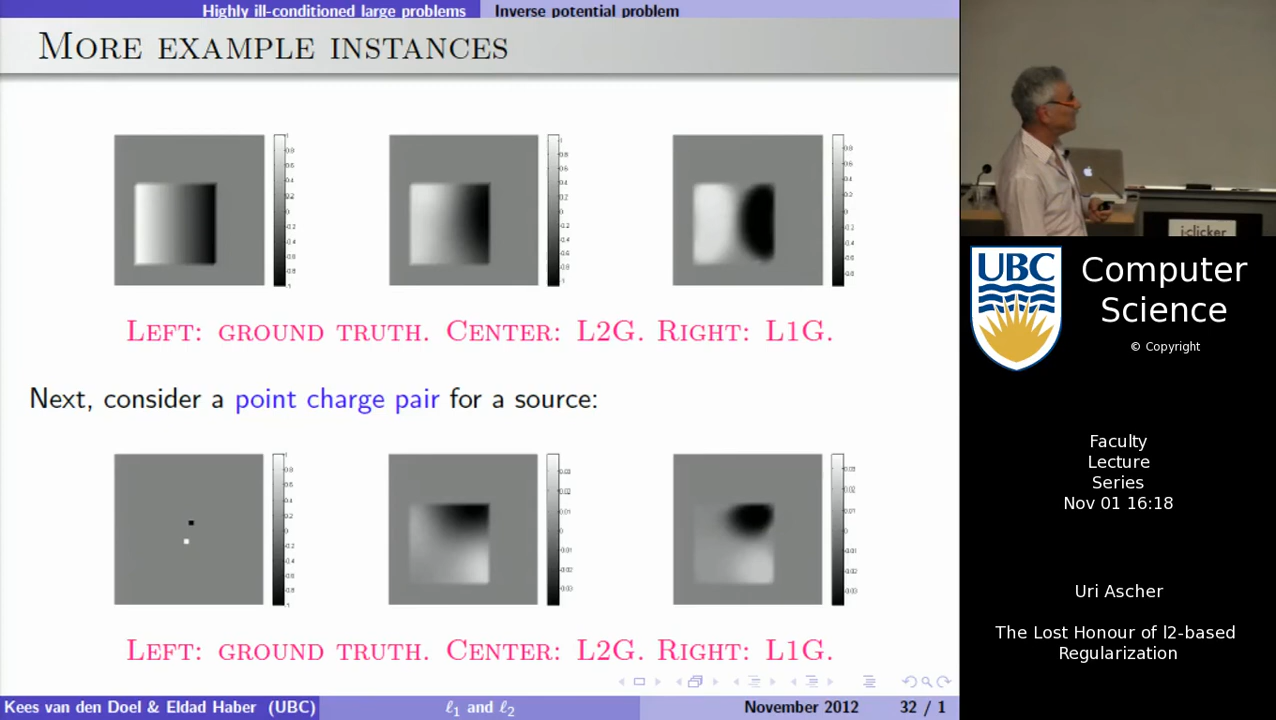 Highly ill-conditioned large problems
Inverse potential problem
More example instances
Left: ground truth. Center: L2G. Right: L1G.
Next, consider a point charge pair for a source:
Left: ground truth. Center: L2G. Right: L1G.
Kees van den Doel & Eldad Haber (UBC)
ℓ1 and ℓ2
November 2012
32 / 1
i-clicker
UBC
Computer
Science
© Copyright
Faculty
Lecture
Series
Nov 01 16:18
Uri Ascher
The Lost Honour of l2-based
Regularization